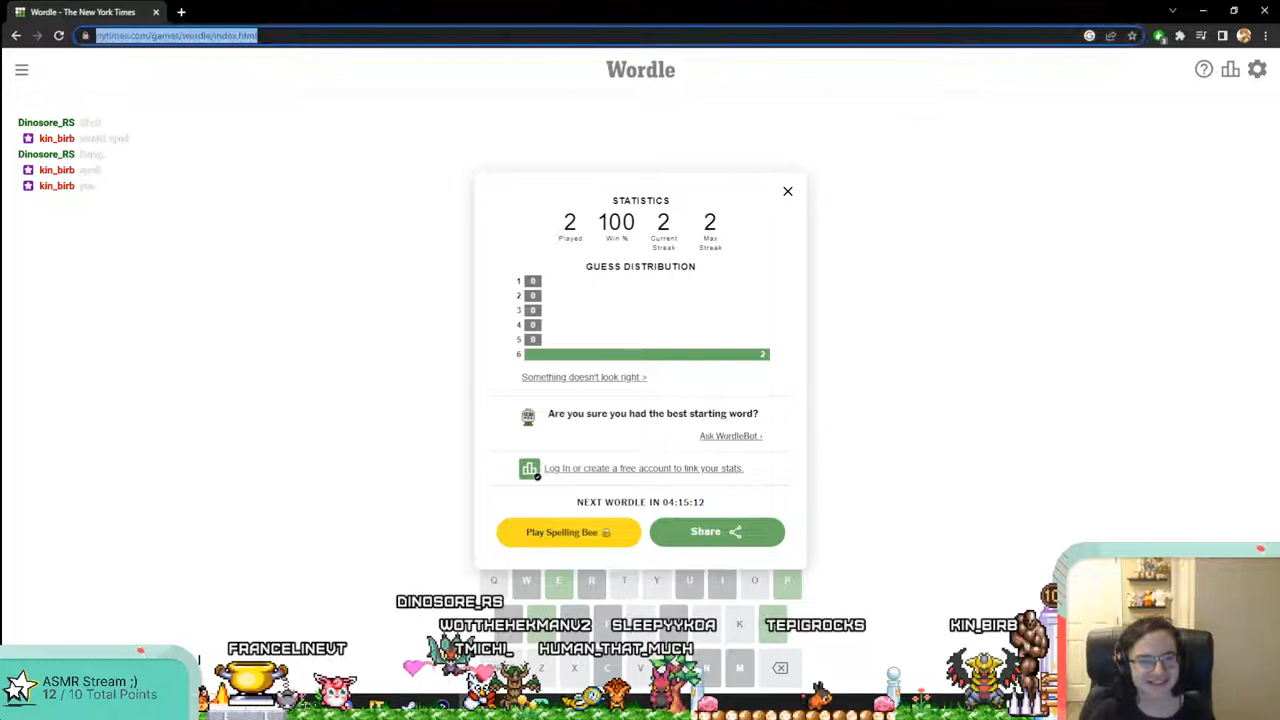 Wordle - The New York Times
nytimes.com/games/wordle/index.html
Wordle
Dinosore_RS
kin_birb
Dinosore_RS
kin_birb
kin_birb
STATISTICS
2 100 2 2
Played Win % Current Streak Max Streak
GUESS DISTRIBUTION
1 0
2 0
3 0
4 0
5 0
6 2
Something doesn't look right >
Are you sure you had the best starting word?
Ask WordleBot ›
Log In or create a free account to link your stats.
NEXT WORDLE IN 04:15:12
Play Spelling Bee
Share
Q W E R T Y U I O P
DINOSORE_RS
K
WOTTHEHEKMANV2 SLEEPYYKOA TEPIGROCKS KIN_BIRB
FRANCELINEVT TMICHI_ HUMAN_THAT_MUCH
Z X C V N M
ASMR Stream ;)
12 / 10 Total Points